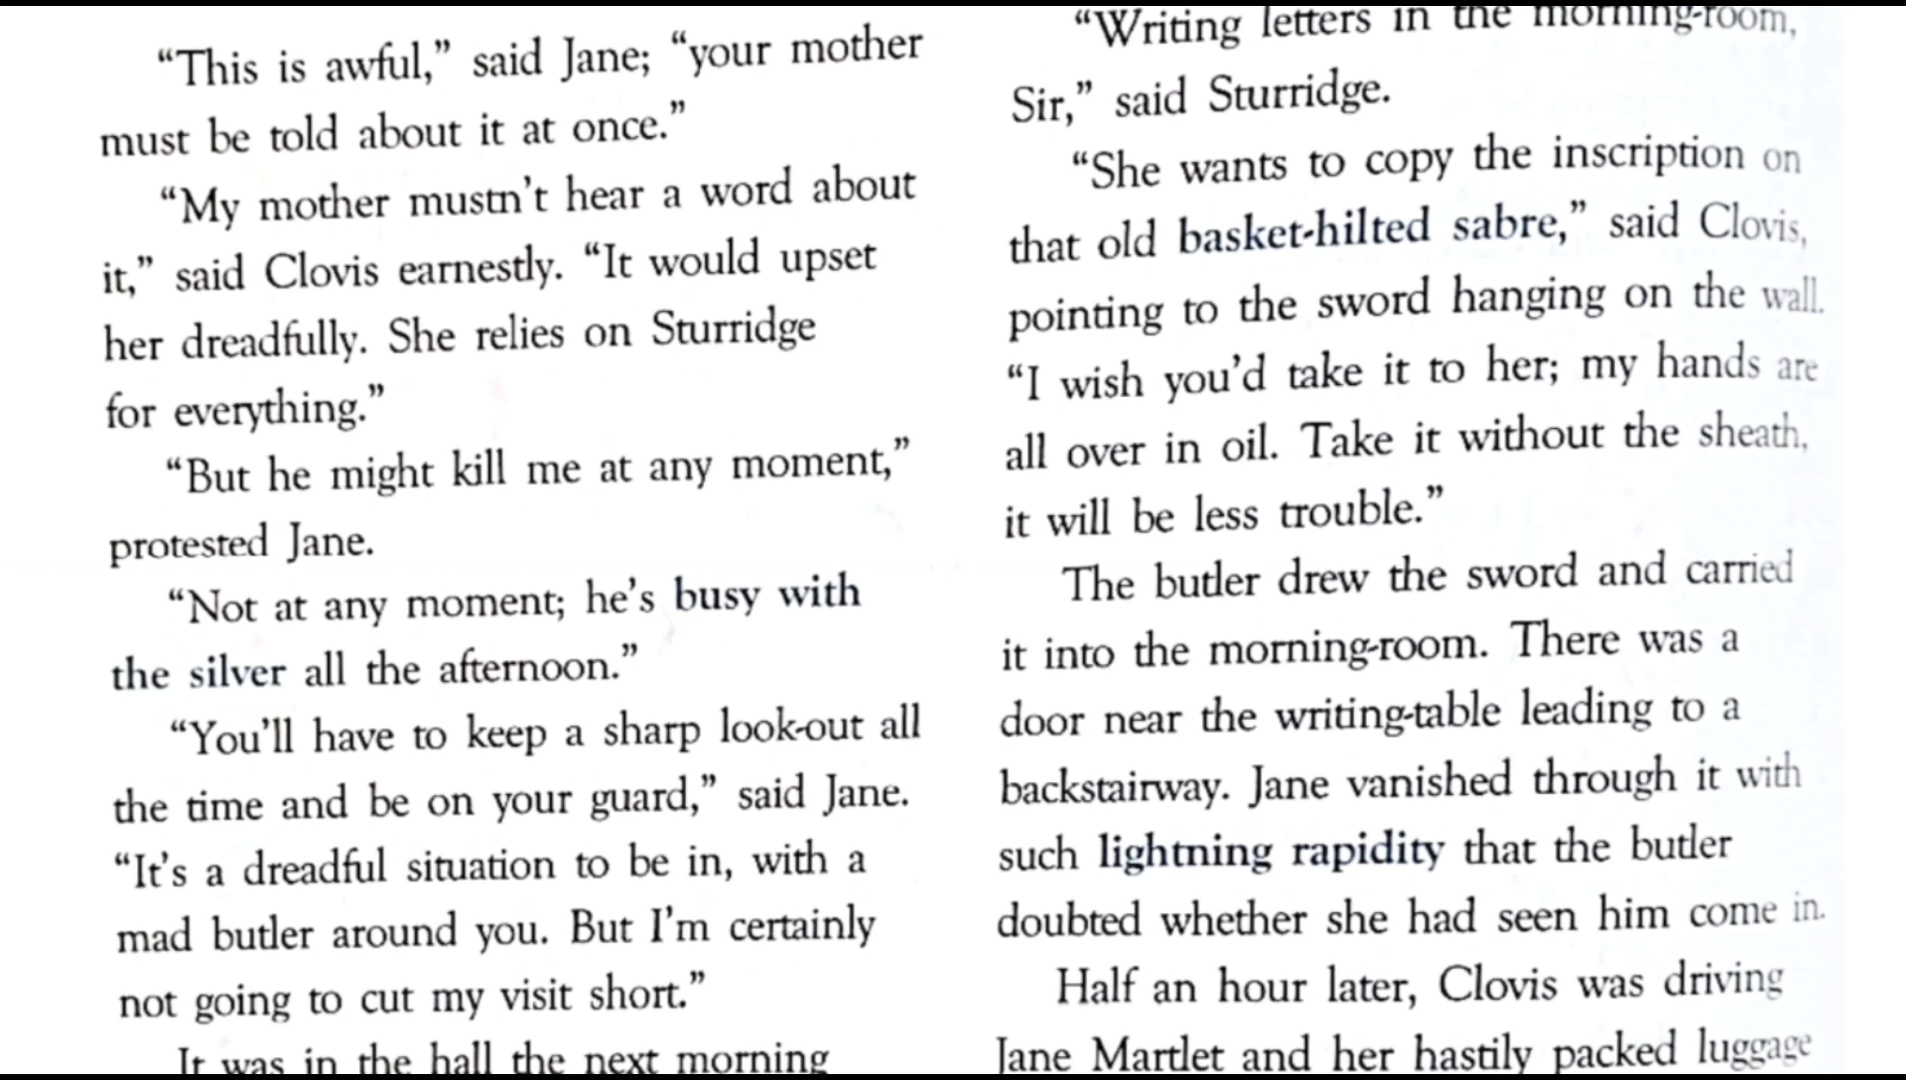 “This is awful,” said Jane; “your mother
must be told about it at once.”
“My mother mustn’t hear a word about
it,” said Clovis earnestly. “It would upset
her dreadfully. She relies on Sturridge
for everything.”
“But he might kill me at any moment,”
protested Jane.
“Not at any moment; he’s busy with
the silver all the afternoon.”
“You’ll have to keep a sharp look-out all
the time and be on your guard,” said Jane.
“It’s a dreadful situation to be in, with a
mad butler around you. But I’m certainly
not going to cut my visit short.”
It was in the hall the next morning
“Writing letters in the morning-room,
Sir,” said Sturridge.
“She wants to copy the inscription on
that old basket-hilted sabre,” said Clovis,
pointing to the sword hanging on the wall.
“I wish you’d take it to her; my hands are
all over in oil. Take it without the sheath,
it will be less trouble.”
The butler drew the sword and carried
it into the morning-room. There was a
door near the writing-table leading to a
backstairway. Jane vanished through it with
such lightning rapidity that the butler
doubted whether she had seen him come in.
Half an hour later, Clovis was driving
Jane Martlet and her hastily packed luggage